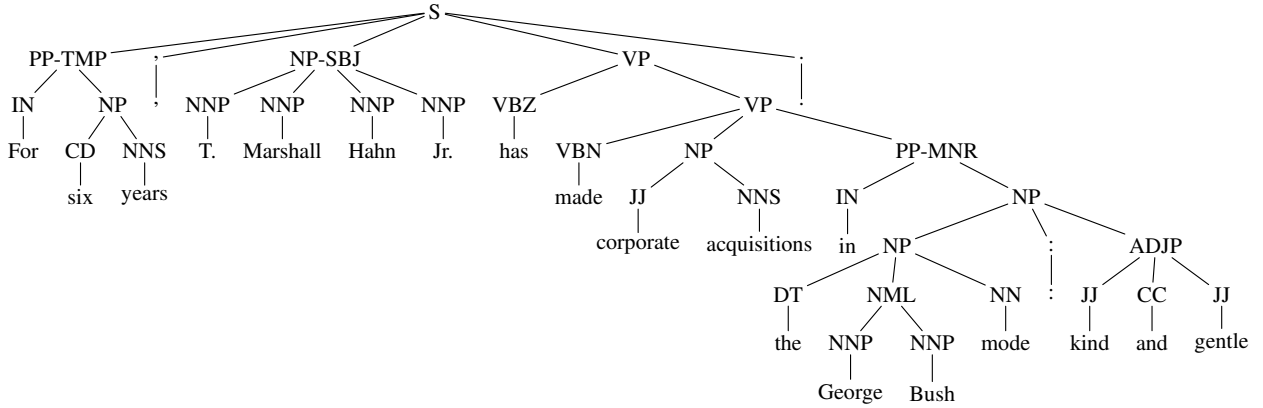 S
PP-TMP , NP-SBJ VP .
IN NP , NNP NNP NNP NNP VBZ VP .
For CD NNS T. Marshall Hahn Jr. has VBN NP PP-MNR
six years made JJ NNS IN NP
corporate acquisitions in NP : ADJP
DT NML NN : JJ CC JJ
the NNP NNP mode kind and gentle
George Bush